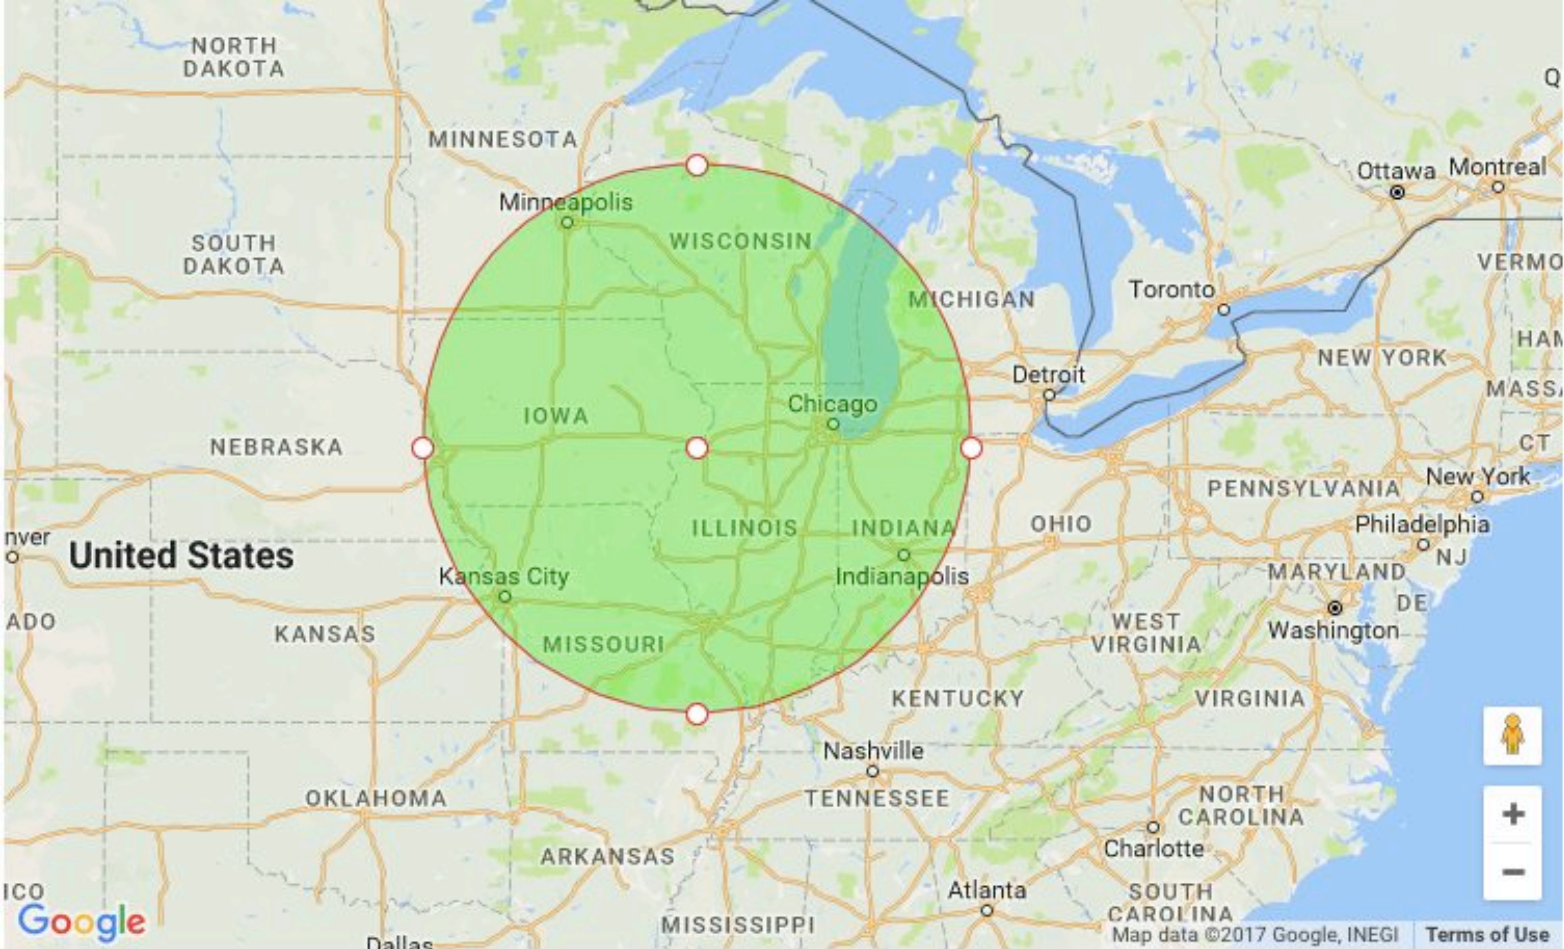 NORTH
DAKOTA
Q
MINNESOTA
Ottawa
Montreal
Minneapolis
SOUTH
DAKOTA
WISCONSIN
VERMO
Toronto
MICHIGAN
HAM
NEW YORK
Detroit
MASSA
Chicago
IOWA
NEBRASKA
CT
New York
PENNSYLVANIA
ILLINOIS
INDIANA
OHIO
Philadelphia
nver
United States
NJ
Kansas City
Indianapolis
MARYLAND
DE
ADO
KANSAS
MISSOURI
WEST
VIRGINIA
Washington
KENTUCKY
VIRGINIA
Nashville
TENNESSEE
OKLAHOMA
NORTH
CAROLINA
+
Charlotte
ARKANSAS
−
ICO
Atlanta
SOUTH
CAROLINA
Google
MISSISSIPPI
Dallas
Map data ©2017 Google, INEGI
Terms of Use